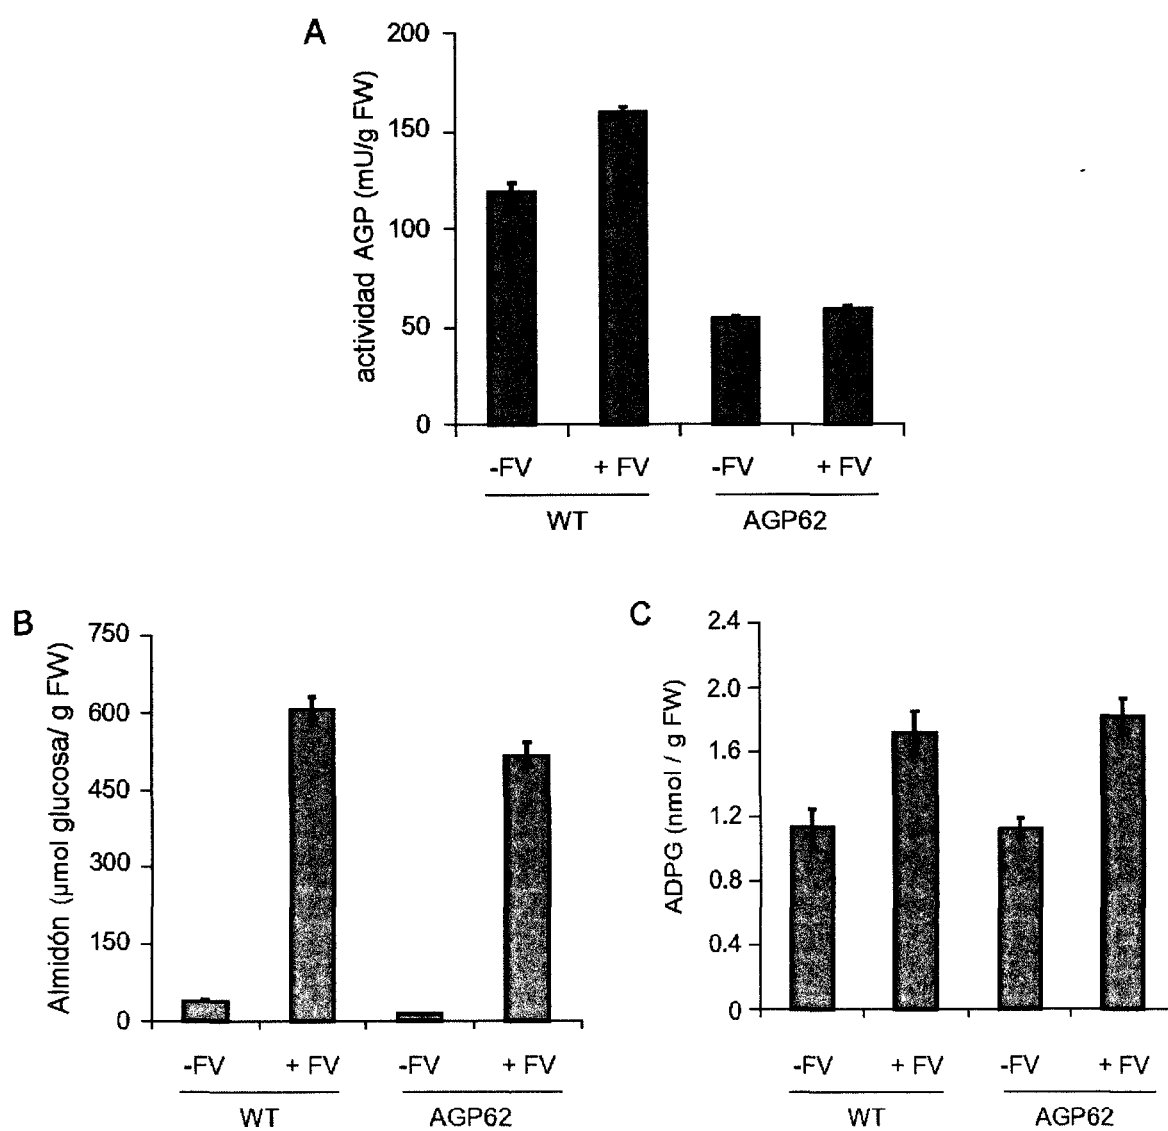 A
actividad AGP (mU/g FW)
200
150
100
50
0
-FV + FV -FV + FV
WT AGP62
B
Almidón (µmol glucosa/ g FW)
750
600
450
300
150
0
-FV + FV -FV + FV
WT AGP62
C
ADPG (nmol / g FW)
2.4
2.0
1.6
1.2
0.8
0.4
0
-FV + FV -FV + FV
WT AGP62